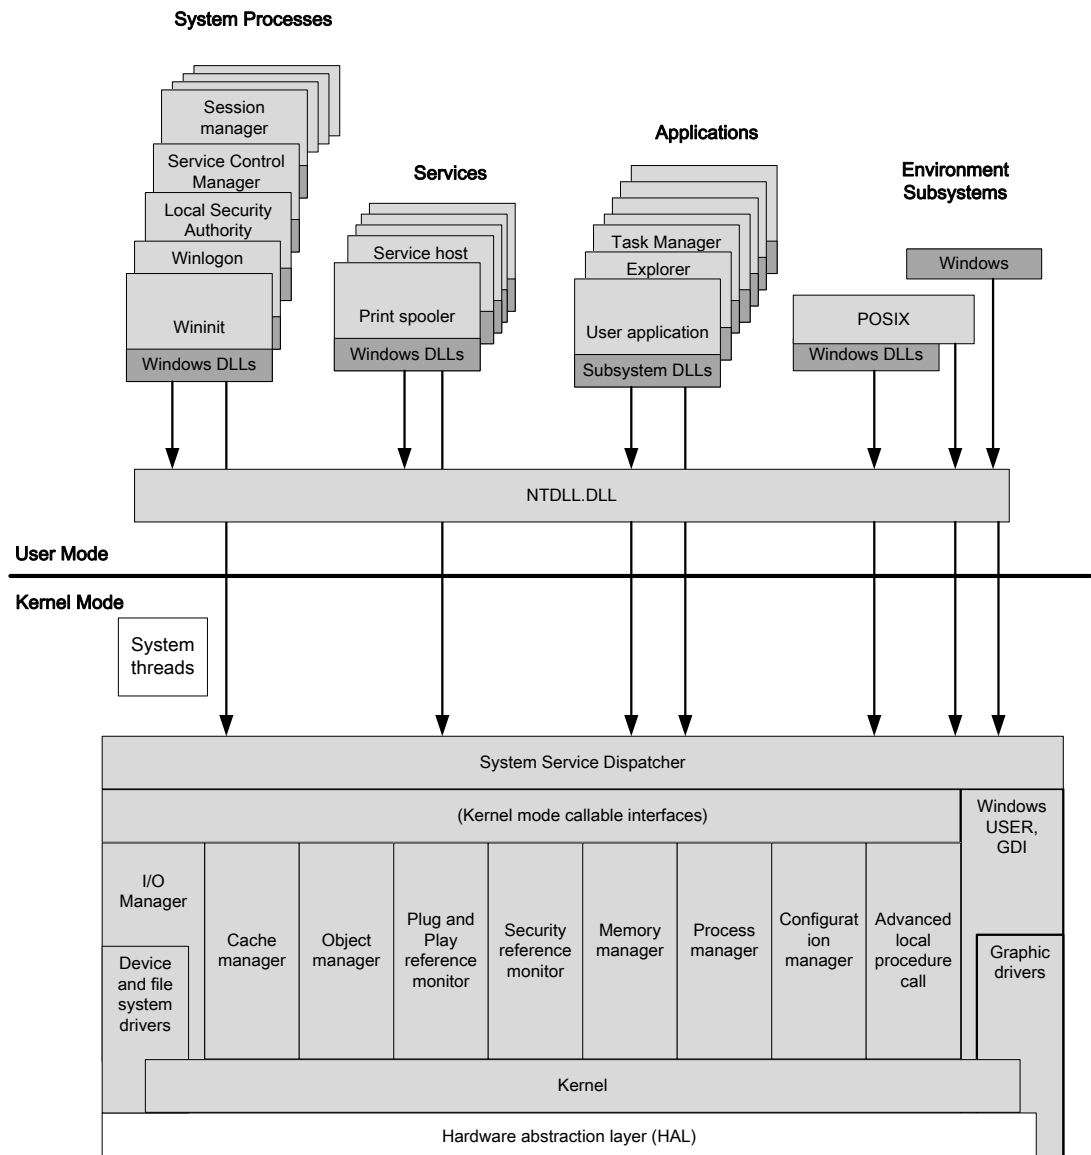 System Processes
Session
manager
Service Control
Manager
Local Security
Authority
Winlogon
Wininit
Windows DLLs
Services
Service host
Print spooler
Windows DLLs
Applications
Task Manager
Explorer
User application
Subsystem DLLs
Environment
Subsystems
Windows
POSIX
Windows DLLs
NTDLL.DLL
User Mode
Kernel Mode
System
threads
System Service Dispatcher
(Kernel mode callable interfaces)
Windows
USER,
GDI
I/O
Manager
Device
and file
system
drivers
Cache
manager
Object
manager
Plug and
Play
reference
monitor
Security
reference
monitor
Memory
manager
Process
manager
Configurat
ion
manager
Advanced
local
procedure
call
Graphic
drivers
Kernel
Hardware abstraction layer (HAL)